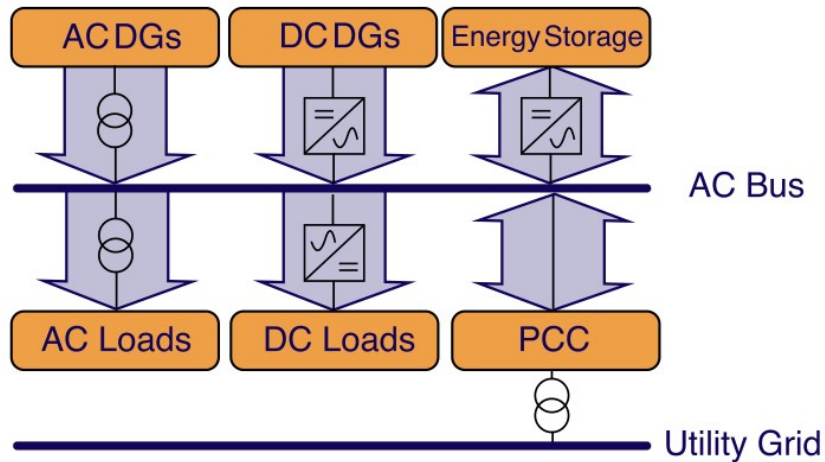 AC DGs
DC DGs
Energy Storage
AC Bus
AC Loads
DC Loads
PCC
Utility Grid